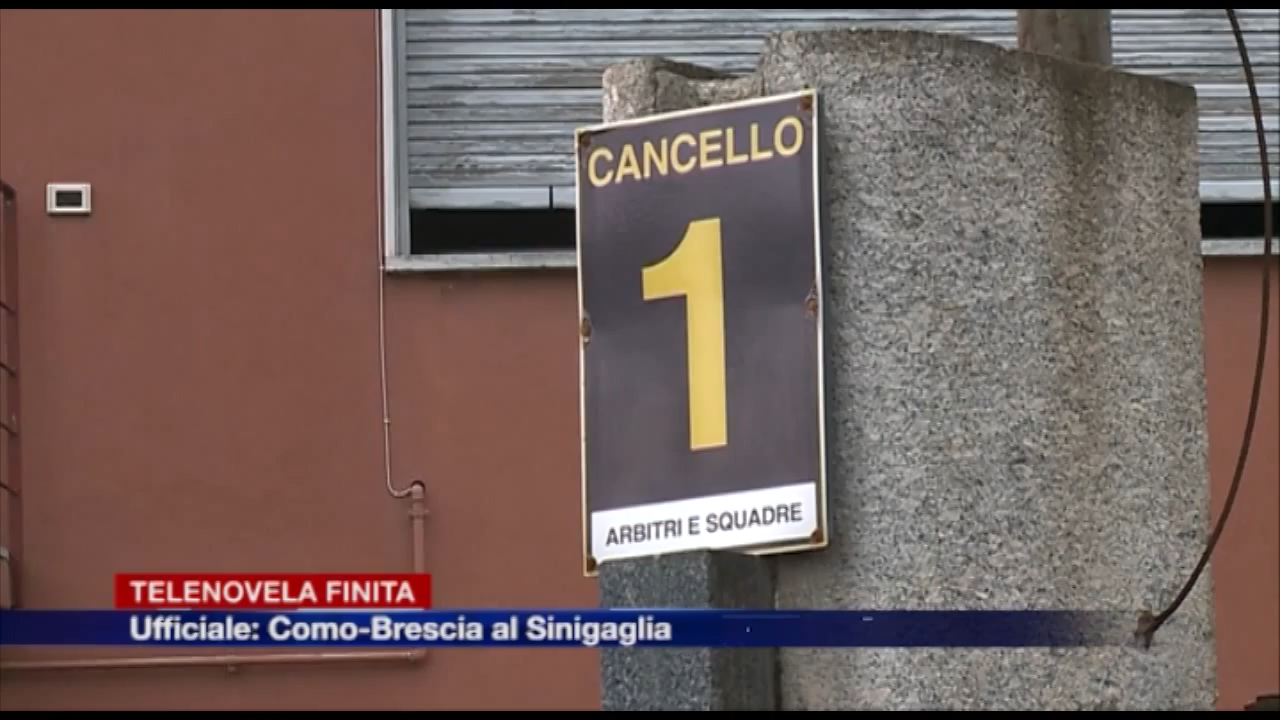 CANCELLO
1
ARBITRI E SQUADRE
TELENOVELA FINITA
Ufficiale: Como-Brescia al Sinigaglia